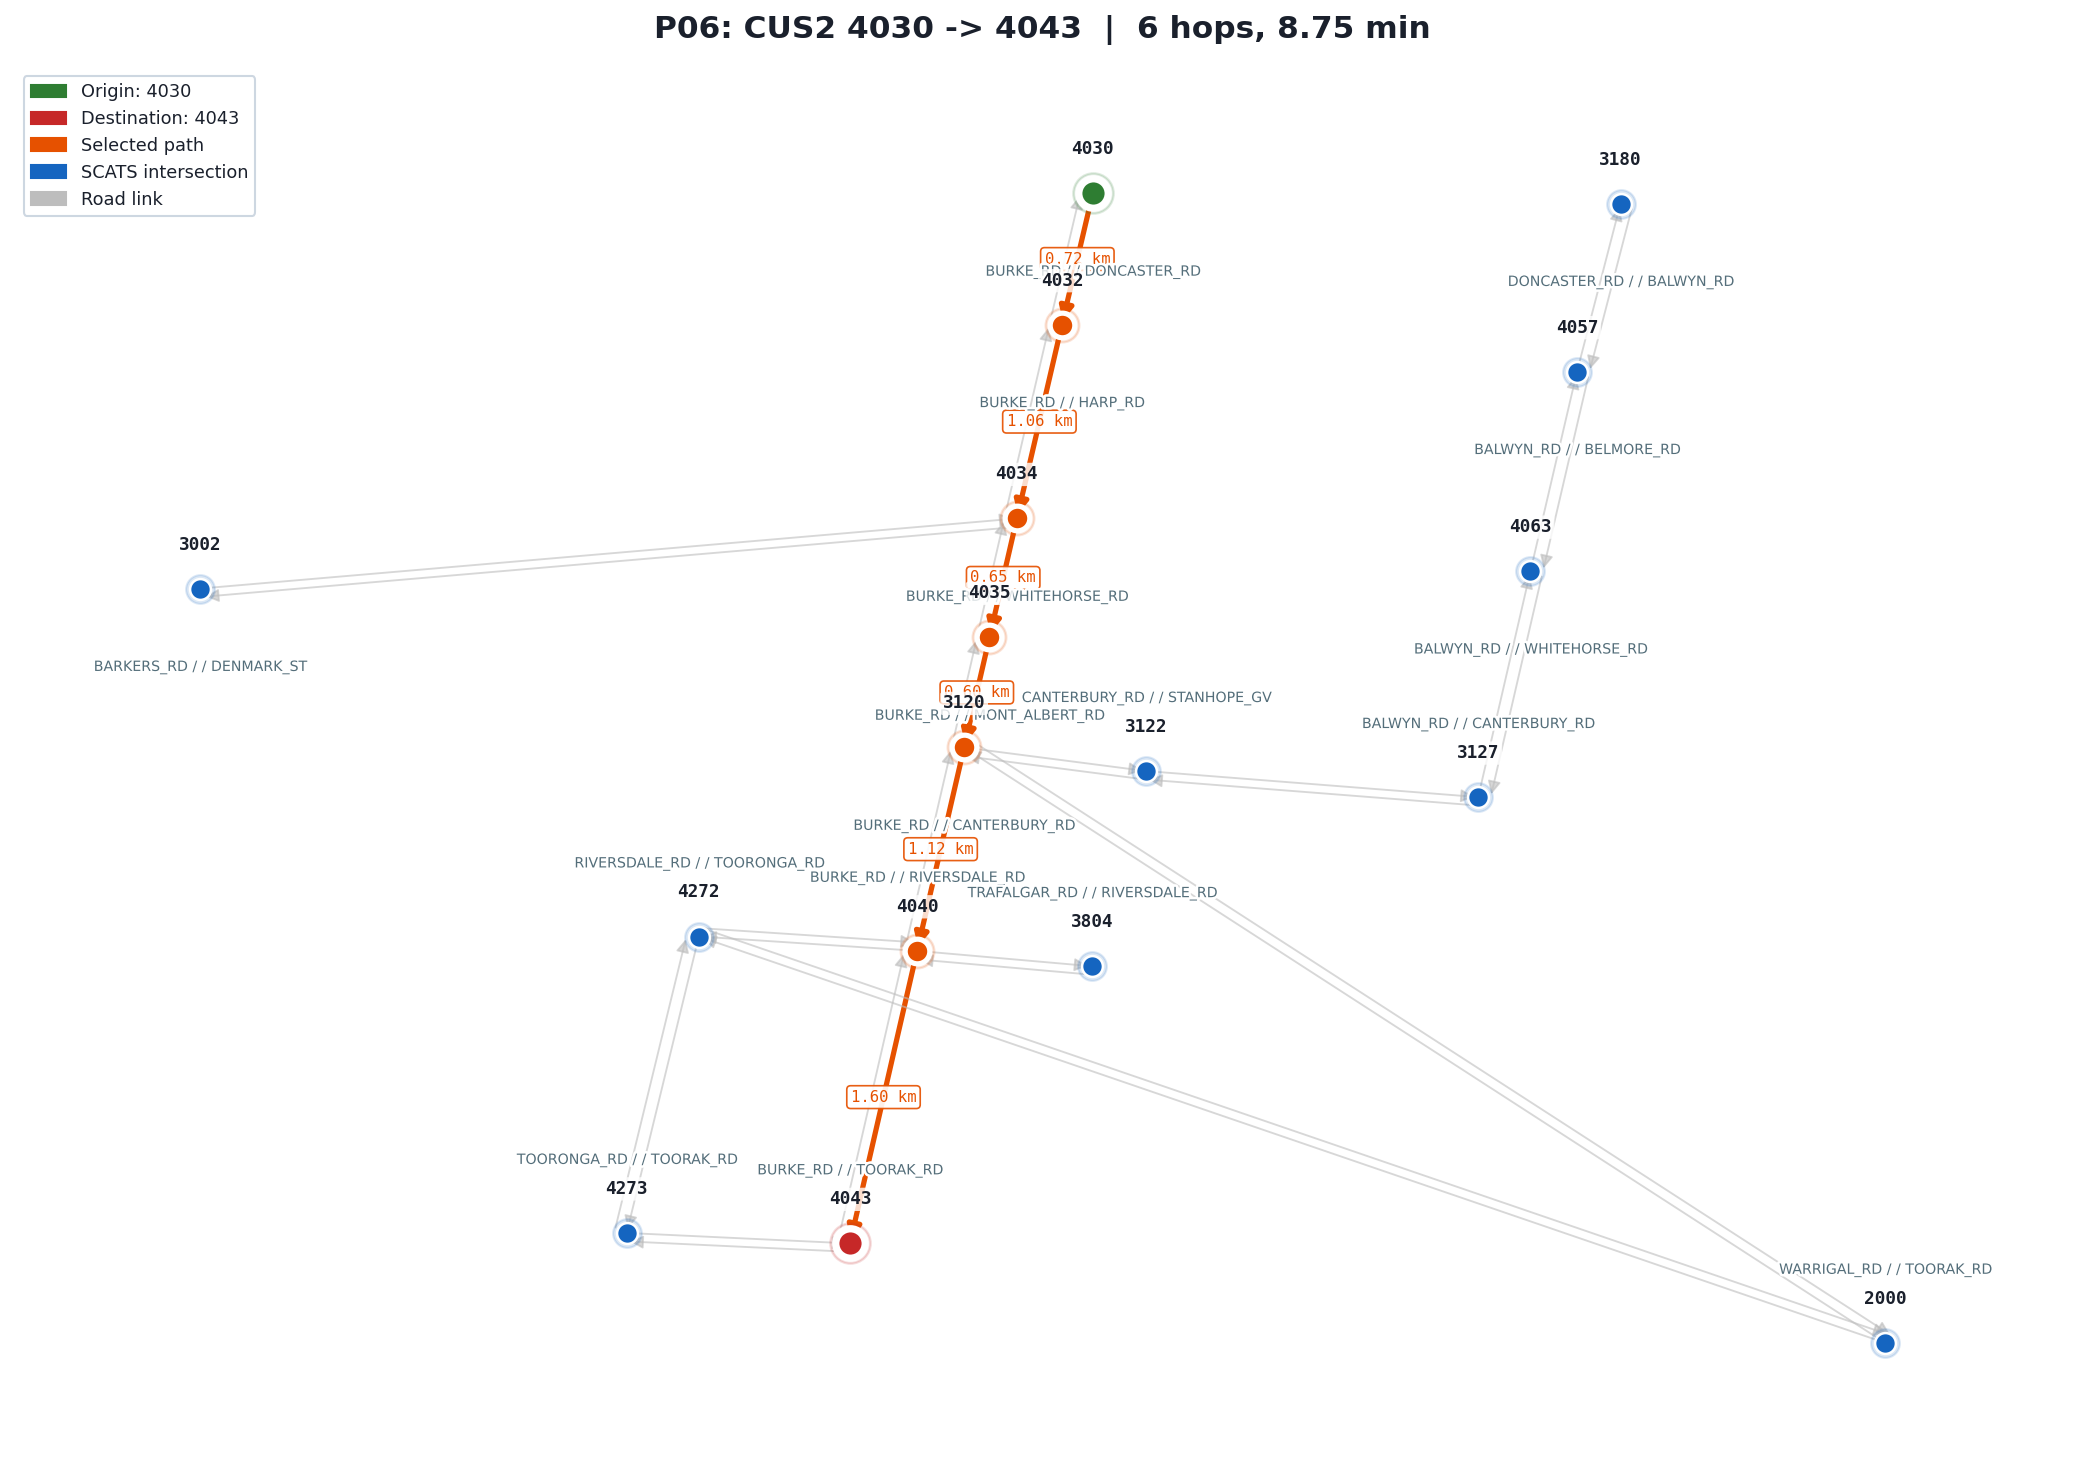 P06: CUS2 4030 -> 4043  |  6 hops, 8.75 min
Origin: 4030
Destination: 4043
Selected path
SCATS intersection
Road link
4030
3180
0.72 km
BURKE_RD / / DONCASTER_RD
4032
DONCASTER_RD / / BALWYN_RD
4057
BURKE_RD / / HARP_RD
1.06 km
BALWYN_RD / / BELMORE_RD
4034
4063
3002
0.65 km
4035
BURKE_RD / / WHITEHORSE_RD
BALWYN_RD / / WHITEHORSE_RD
BARKERS_RD / / DENMARK_ST
0.60 km
3120
CANTERBURY_RD / / STANHOPE_GV
BURKE_RD / / MONT_ALBERT_RD
3122
BALWYN_RD / / CANTERBURY_RD
3127
BURKE_RD / / CANTERBURY_RD
1.12 km
RIVERSDALE_RD / / TOORONGA_RD
BURKE_RD / / RIVERSDALE_RD
4272
TRAFALGAR_RD / / RIVERSDALE_RD
4040
3804
1.60 km
TOORONGA_RD / / TOORAK_RD
BURKE_RD / / TOORAK_RD
4273
4043
WARRIGAL_RD / / TOORAK_RD
2000